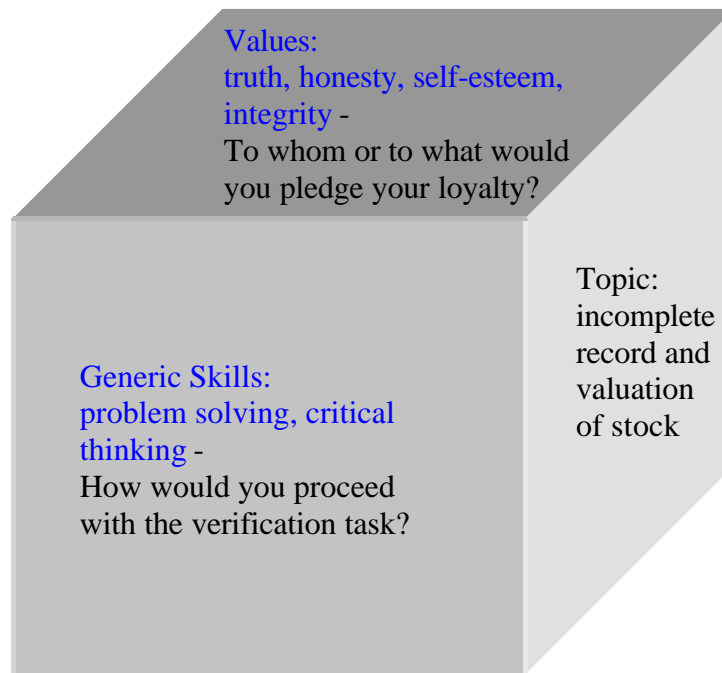 Values:
truth, honesty, self-esteem,
integrity -
To whom or to what would
you pledge your loyalty?
Topic:
incomplete
record and
valuation
of stock
Generic Skills:
problem solving, critical
thinking -
How would you proceed
with the verification task?